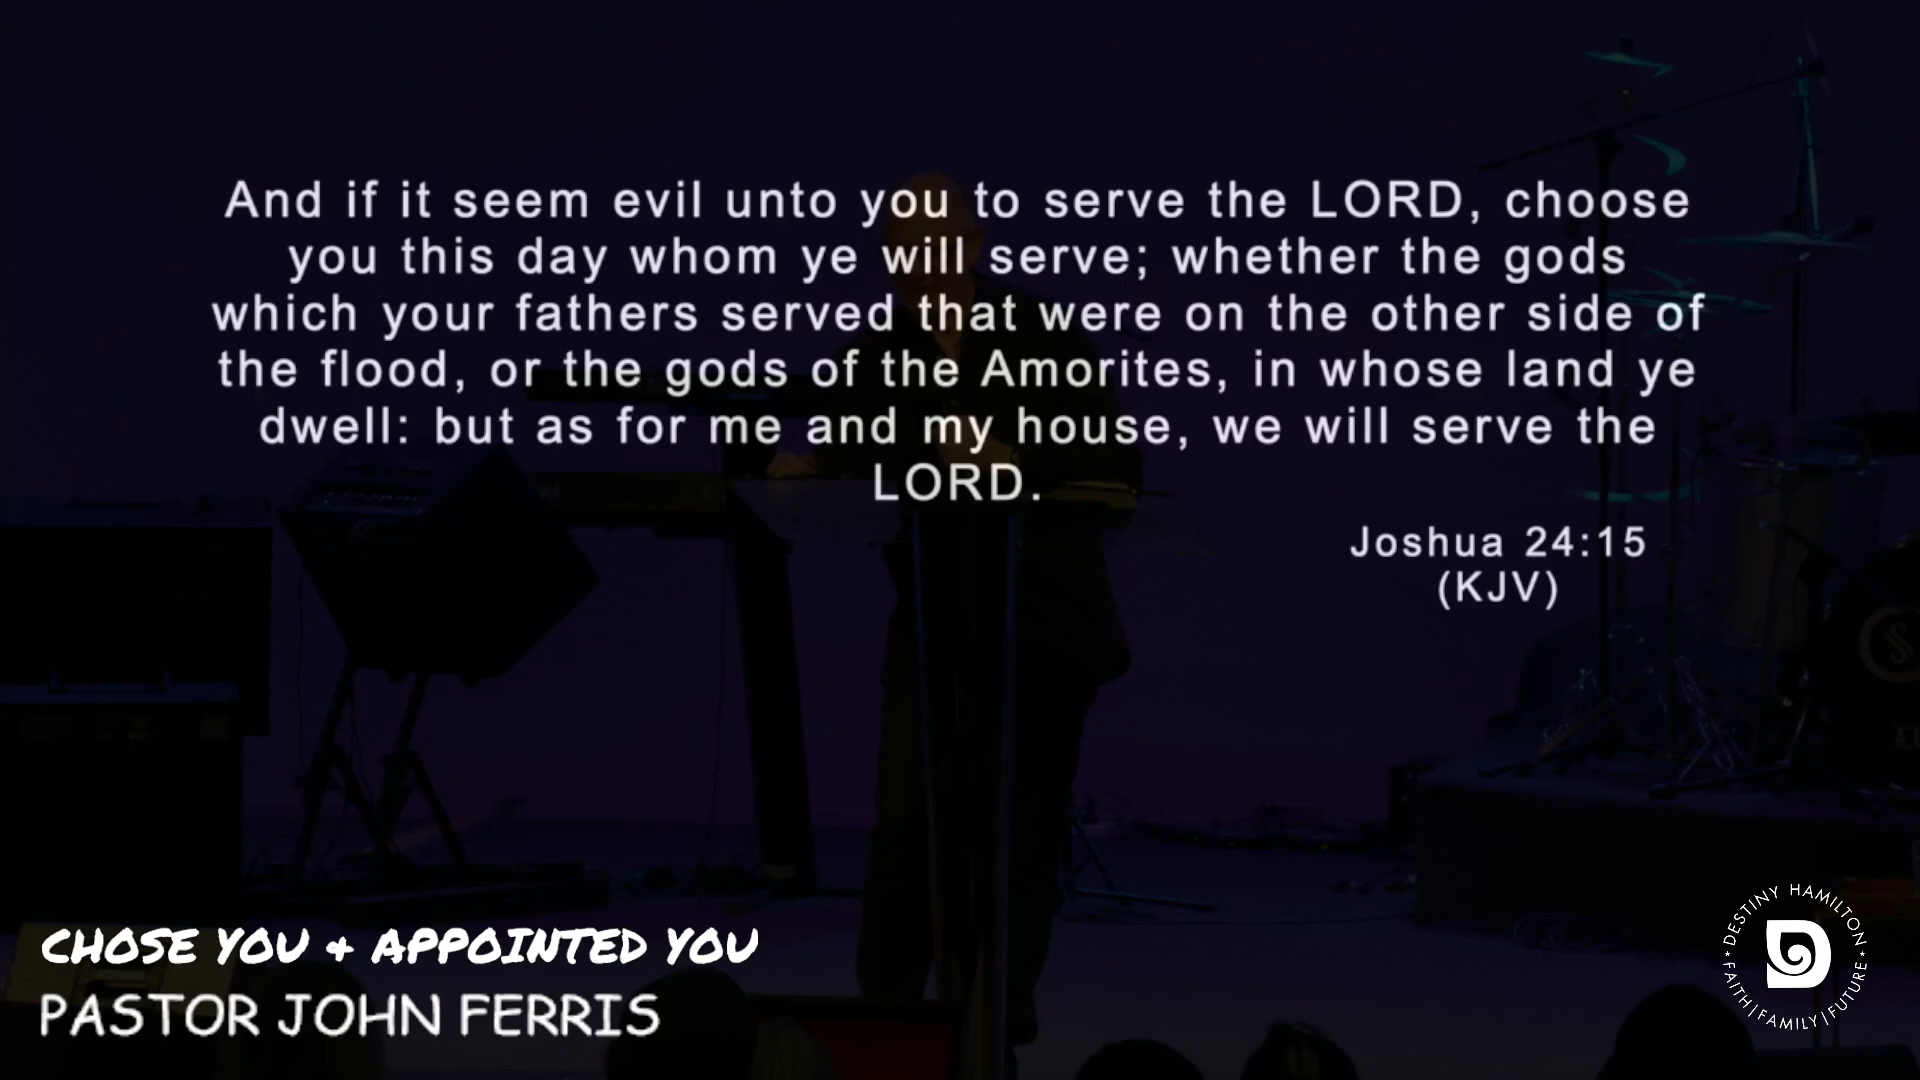 And if it seem evil unto you to serve the LORD, choose
you this day whom ye will serve; whether the gods
which your fathers served that were on the other side of
the flood, or the gods of the Amorites, in whose land ye
dwell: but as for me and my house, we will serve the
LORD.
Joshua 24:15
(KJV)
CHOSE YOU + APPOINTED YOU
PASTOR JOHN FERRIS
DESTINY HAMILTON
FAITH|FAMILY|FUTURE